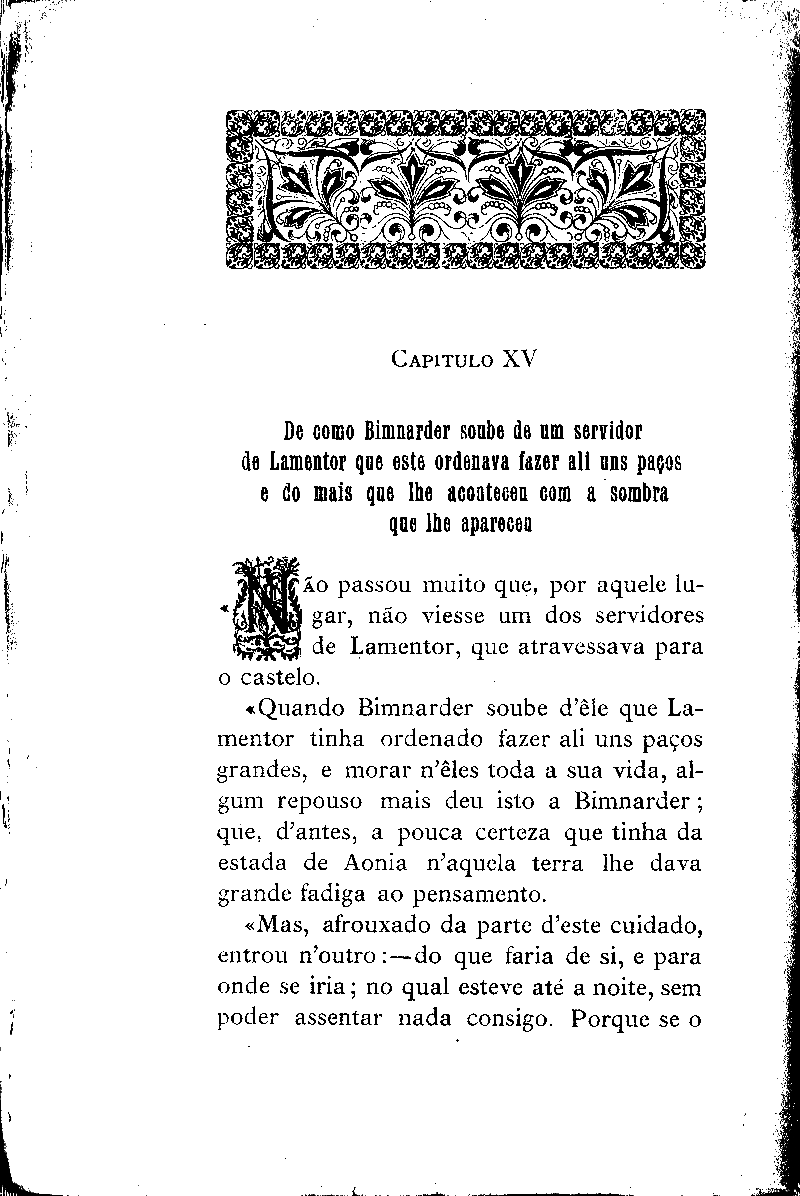 Capitulo XV
De como Bimnarder soube de um servidor
de Lamentor que este ordenava fazer ali uns paços
e do mais que lhe aconteceu com a sombra
que lhe apareceu
«Não passou muito que, por aquele lu-
gar, não viesse um dos servidores
de Lamentor, que atravessava para
o castelo.
«Quando Bimnarder soube d'êle que La-
mentor tinha ordenado fazer ali uns paços
grandes, e morar n'êles toda a sua vida, al-
gum repouso mais deu isto a Bimnarder;
que, d'antes, a pouca certeza que tinha da
estada de Aonia n'aquela terra lhe dava
grande fadiga ao pensamento.
«Mas, afrouxado da parte d'este cuidado,
entrou n'outro:—do que faria de si, e para
onde se iria; no qual esteve até a noite, sem
poder assentar nada consigo. Porque se o